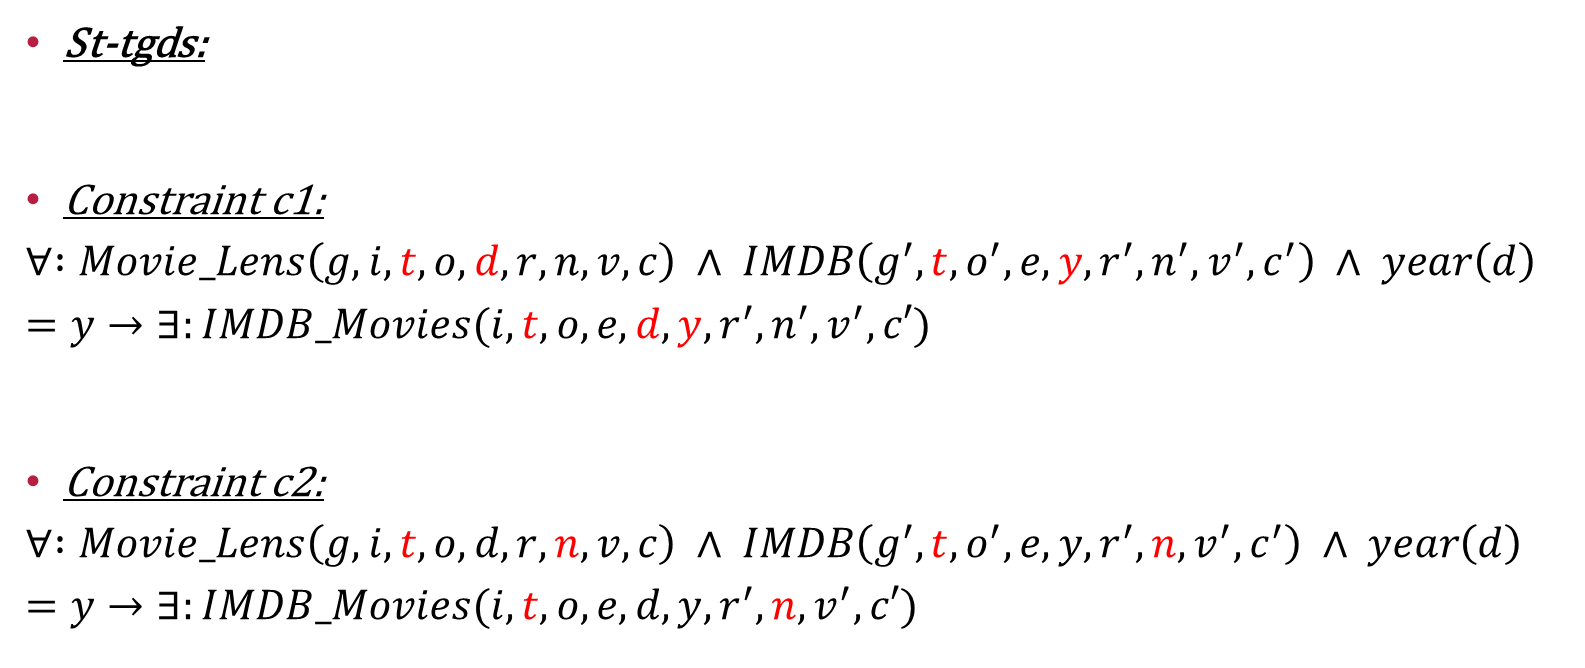 • St-tgds:
• Constraint c1:
∀: Movie_Lens(g, i, t, o, d, r, n, v, c) ∧ IMDB(g′, t, o′, e, y, r′, n′, v′, c′) ∧ year(d)
= y → ∃: IMDB_Movies(i, t, o, e, d, y, r′, n′, v′, c′)
• Constraint c2:
∀: Movie_Lens(g, i, t, o, d, r, n, v, c) ∧ IMDB(g′, t, o′, e, y, r′, n, v′, c′) ∧ year(d)
= y → ∃: IMDB_Movies(i, t, o, e, d, y, r′, n, v′, c′)